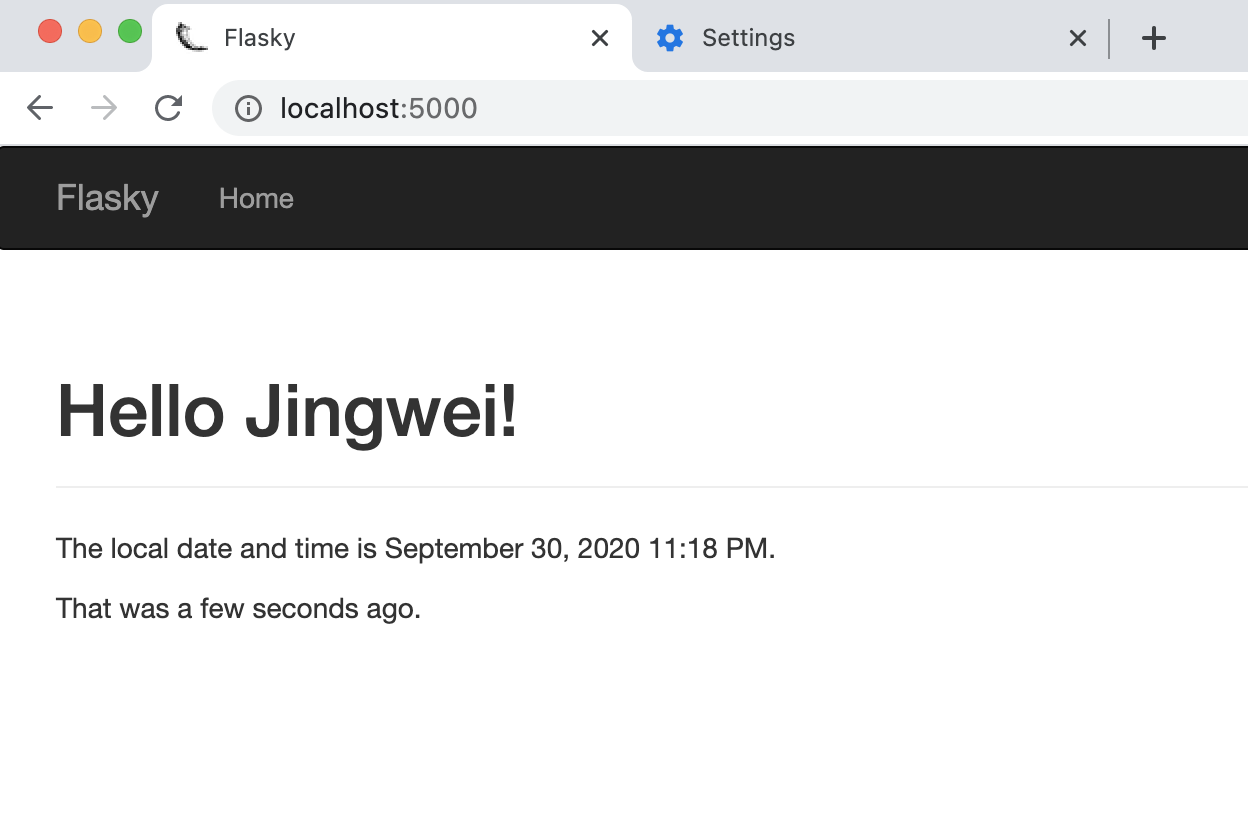 Flasky
Settings
localhost:5000
Flasky Home
Hello Jingwei!
The local date and time is September 30, 2020 11:18 PM.
That was a few seconds ago.